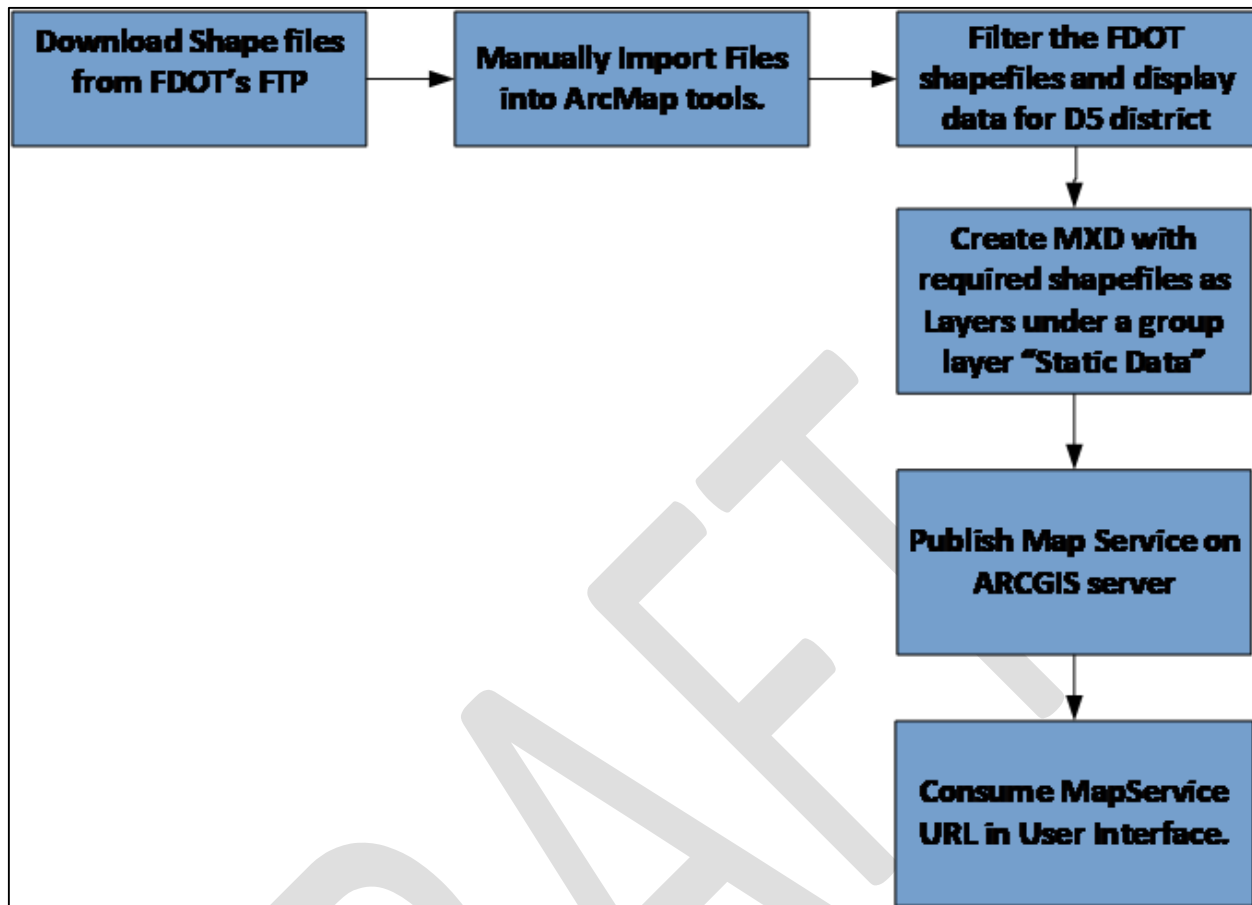 Download Shape files
from FDOT's FTP
Manually Import Files
into ArcMap tools.
Filter the FDOT
shapefiles and display
data for D5 district
Create MXD with
required shapefiles as
Layers under a group
layer “Static Data”
Publish Map Service on
ARCGIS server
Consume MapService
URL in User Interface.
DRAFT